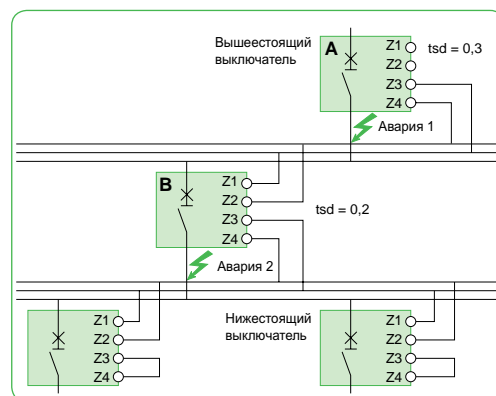 Вышеестоящий
выключатель
A
Z1
Z2
Z3
Z4
tsd = 0,3
Авария 1
B
Z1
Z2
Z3
Z4
tsd = 0,2
Авария 2
Z1
Z2
Z3
Z4
Нижестоящий
выключатель
Z1
Z2
Z3
Z4